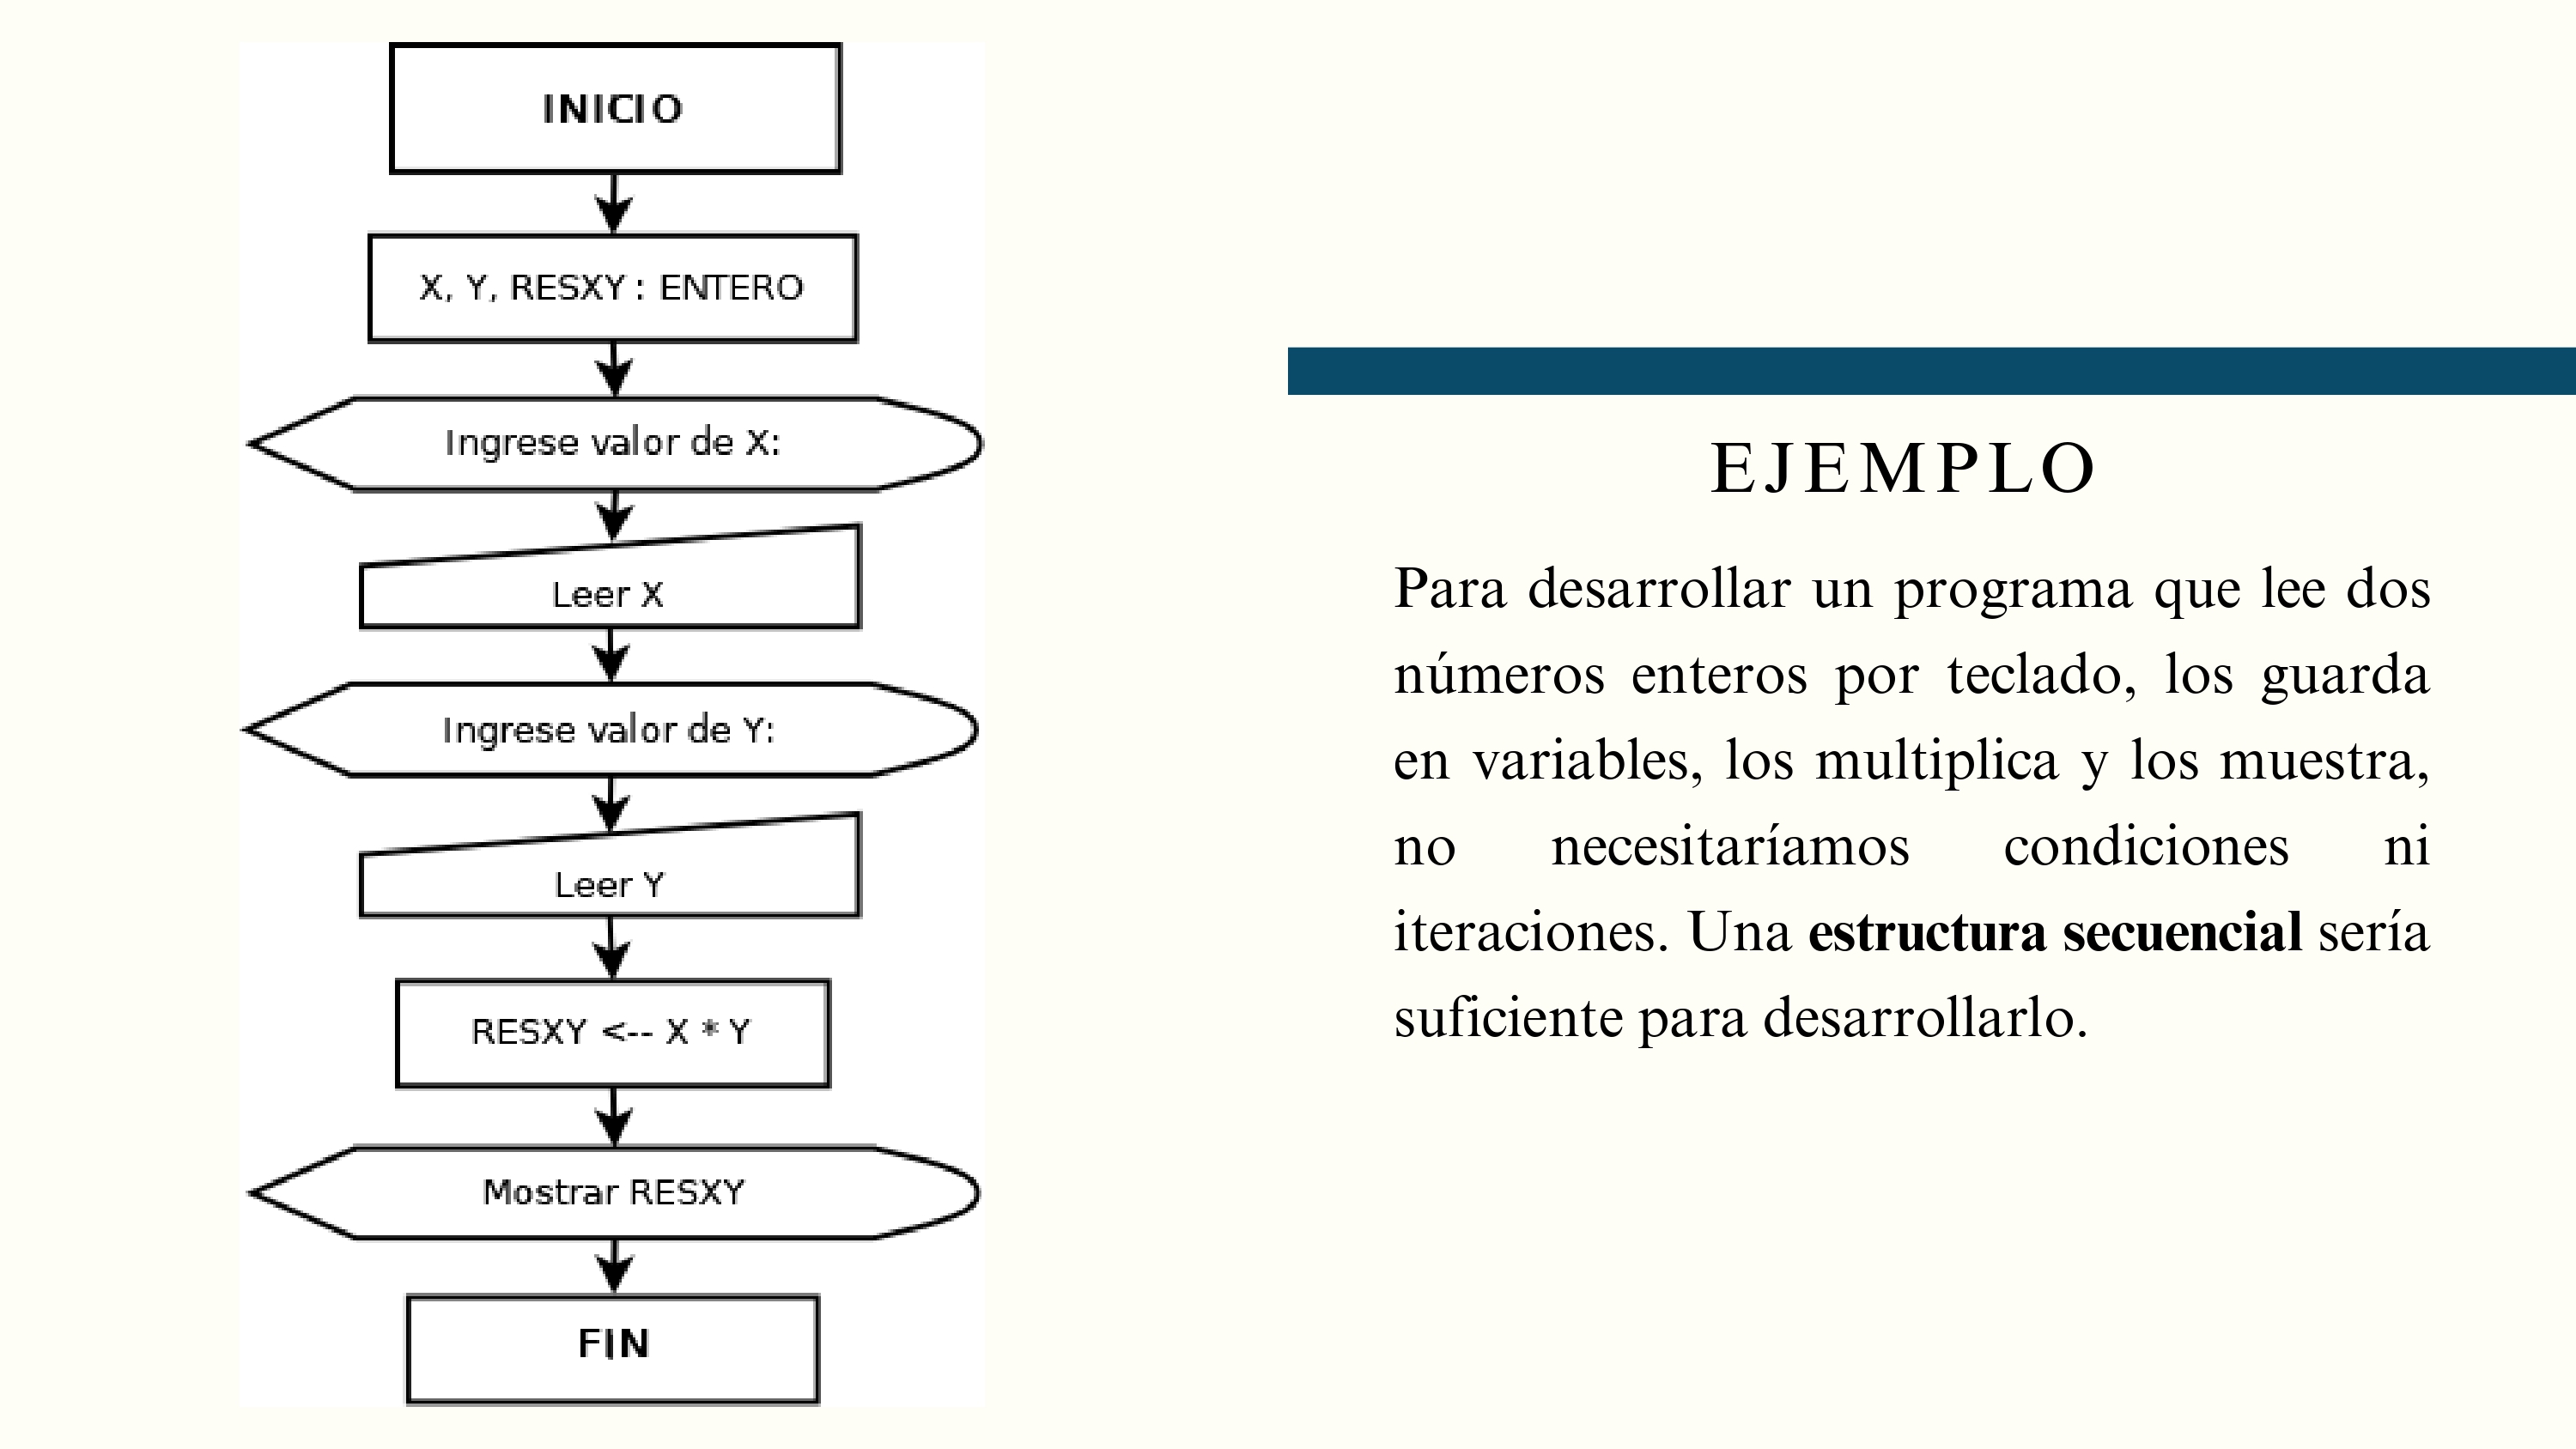 INICIO
X, Y, RESXY : ENTERO
Ingrese valor de X:
Leer X
Ingrese valor de Y:
Leer Y
RESXY <-- X * Y
Mostrar RESXY
FIN
EJEMPLO
Para desarrollar un programa que lee dos
números enteros por teclado, los guarda
en variables, los multiplica y los muestra,
no necesitaríamos condiciones ni
iteraciones. Una estructura secuencial sería
suficiente para desarrollarlo.